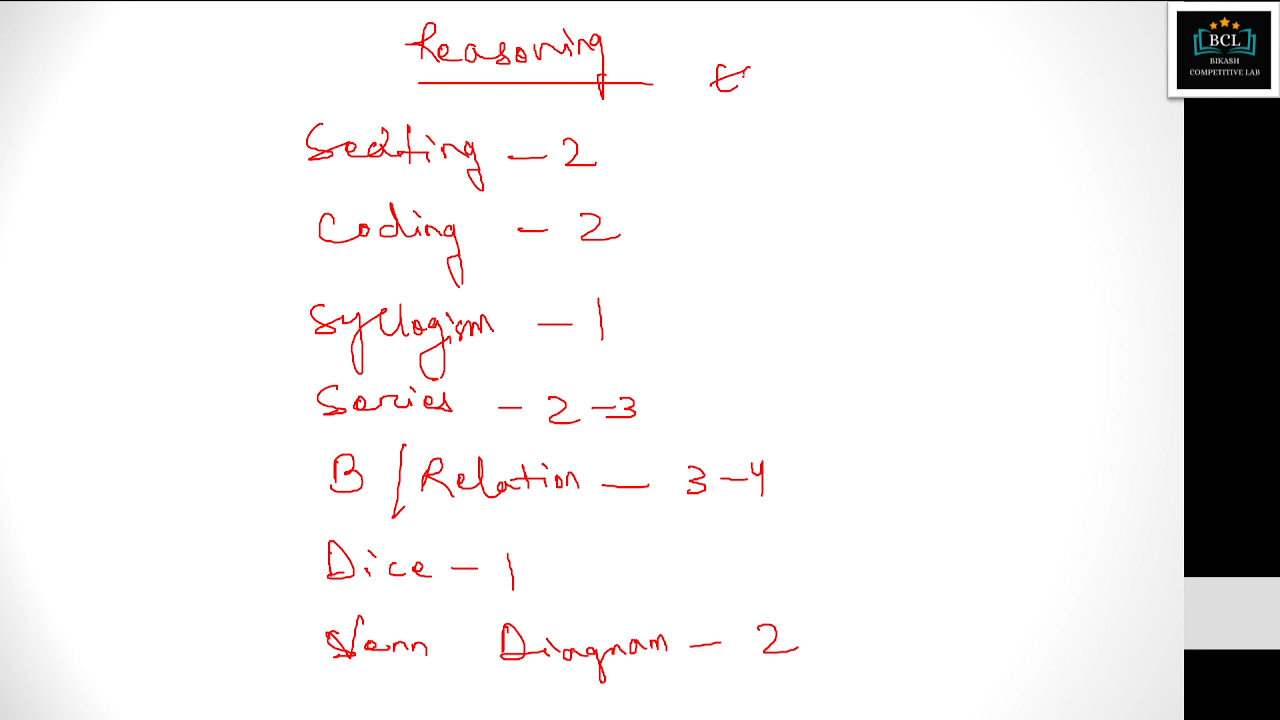 Reasoning
Seating - 2
Coding - 2
Syllogism - 1
Series - 2-3
B/Relation - 3-4
Dice - 1
Venn Diagram - 2
BCL
BIKASH
COMPETITIVE LAB